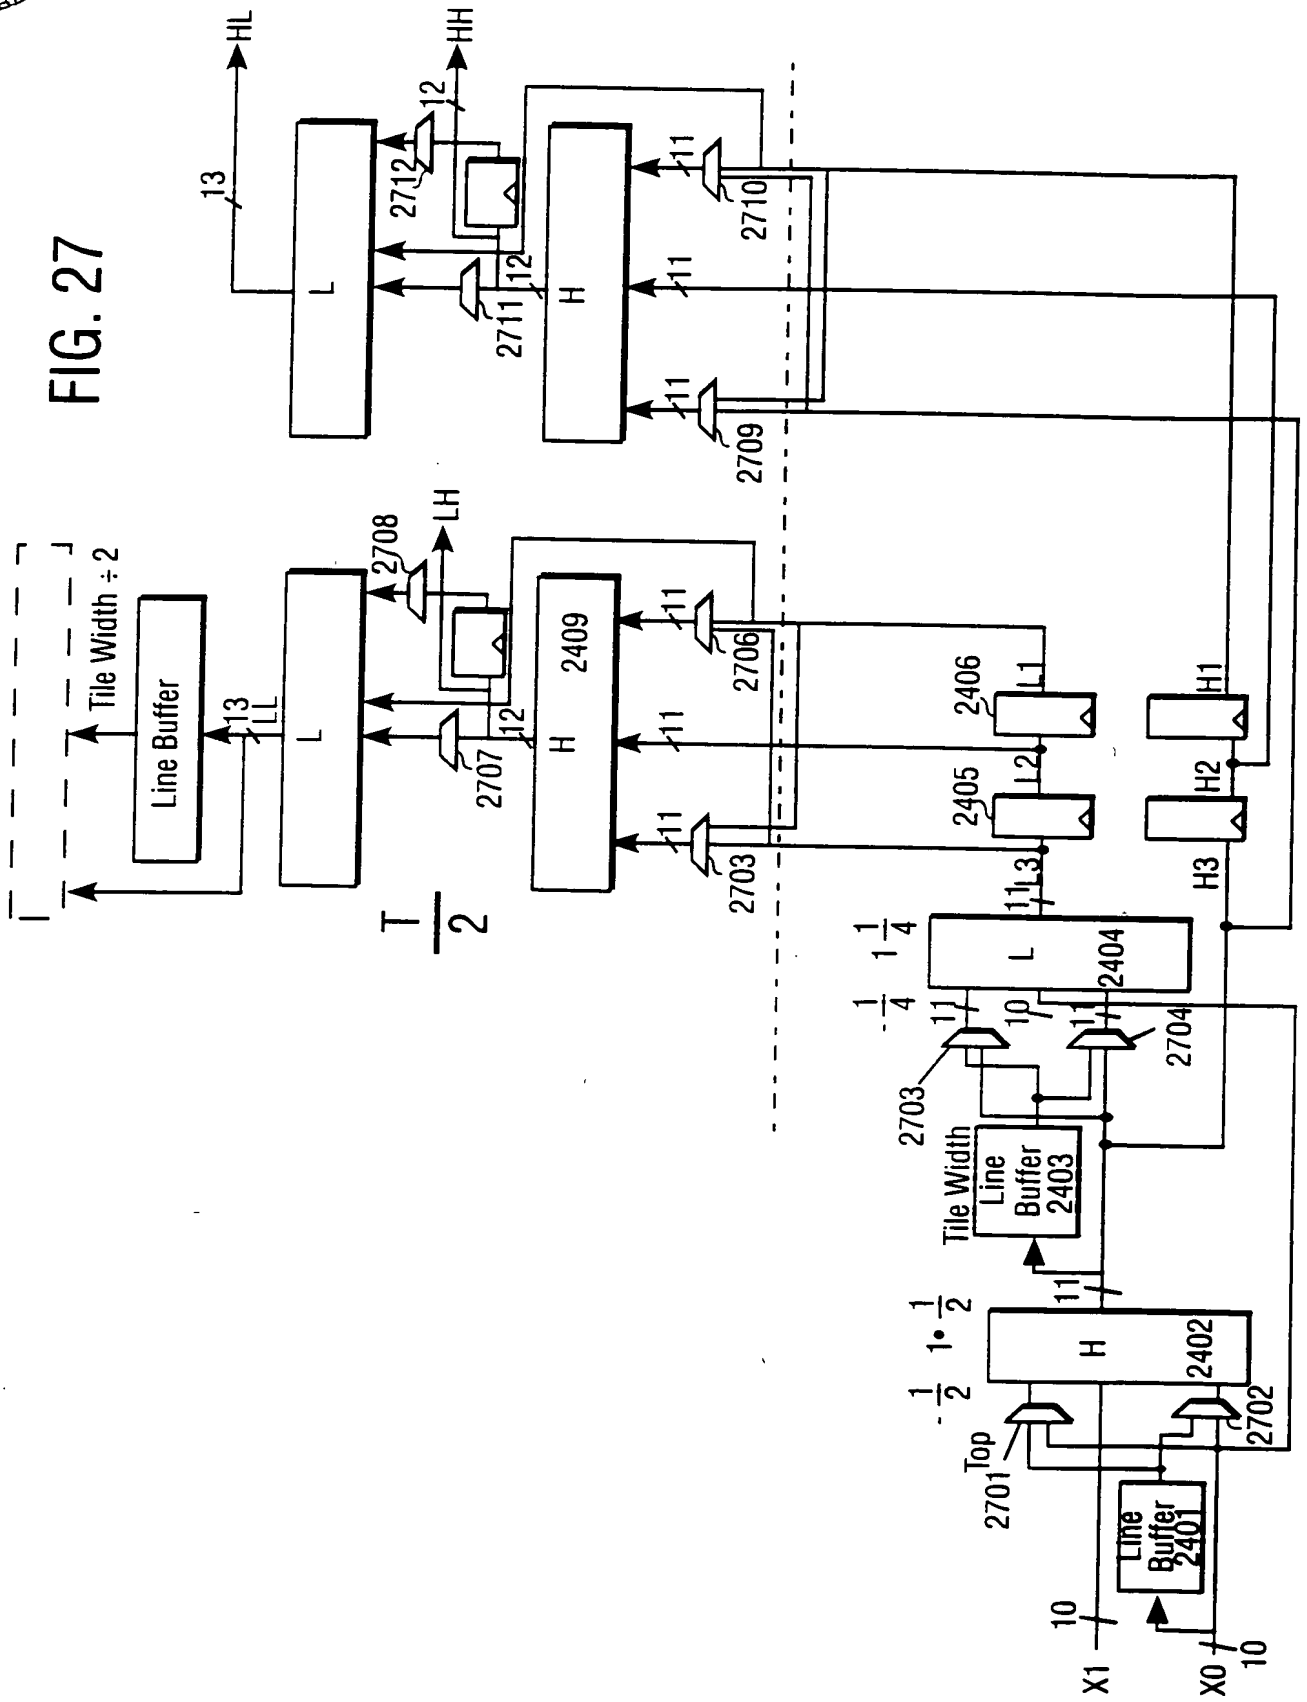 FIG. 27
HL
HH
13
12
L
2712
2711
12
H
11
11
11
2710
2709
Tile Width ÷ 2
Line Buffer
13
LL
L
2708
LH
2707
12
H
2409
11
11
11
2706
2703
T
2
L1
2406
L2
2405
L3
11
H1
H2
H3
- 1/4
1 1/4
L
2404
11
10
11
2703
2704
Tile Width
Line
Buffer
2403
11
- 1/2
1• 1/2
H
2402
Top
2701
2702
Line
Buffer
2401
10
X1
X0
10